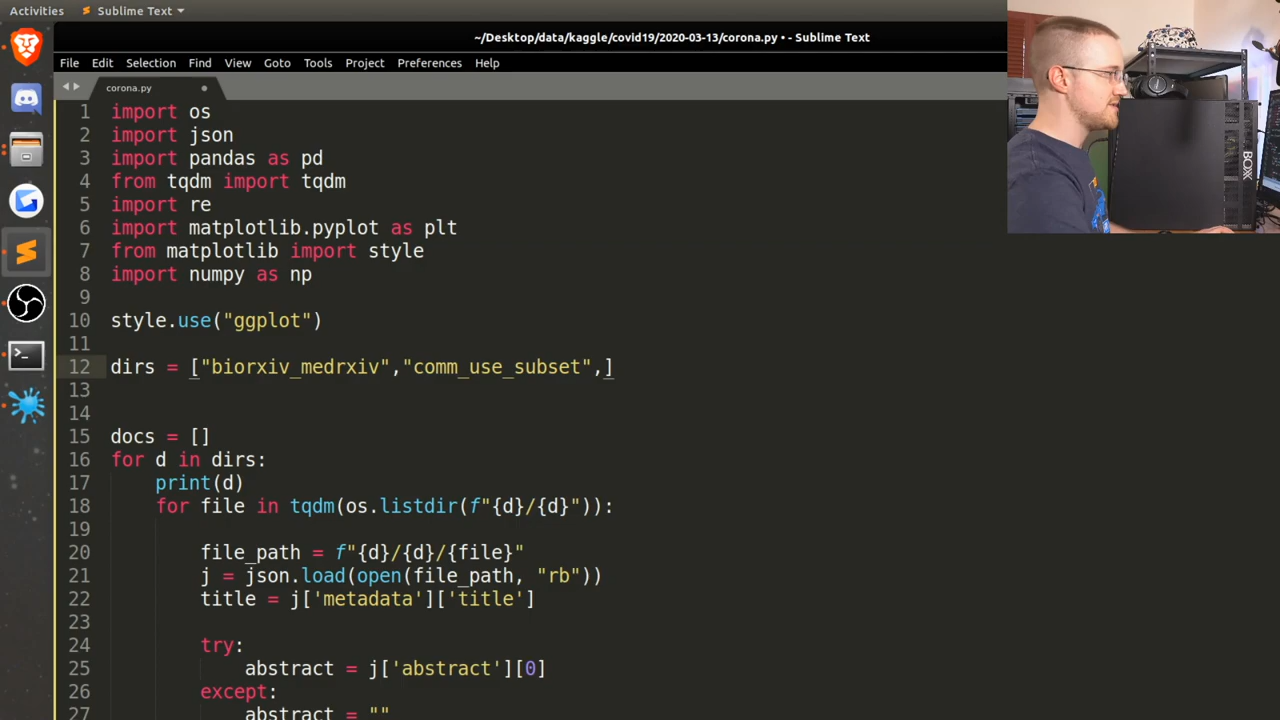 Activities
Sublime Text
~/Desktop/data/kaggle/covid19/2020-03-13/corona.py • - Sublime Text
File Edit Selection Find View Goto Tools Project Preferences Help
corona.py
1 import os
2 import json
3 import pandas as pd
4 from tqdm import tqdm
5 import re
6 import matplotlib.pyplot as plt
7 from matplotlib import style
8 import numpy as np
9
10 style.use("ggplot")
11
12 dirs = ["biorxiv_medrxiv","comm_use_subset",]
13
14
15 docs = []
16 for d in dirs:
17 print(d)
18 for file in tqdm(os.listdir(f"{d}/{d}")):
19
20 file_path = f"{d}/{d}/{file}"
21 j = json.load(open(file_path, "rb"))
22 title = j['metadata']['title']
23
24 try:
25 abstract = j['abstract'][0]
26 except:
27 abstract = ""
BOXX